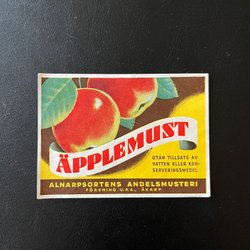 ÄPPLEMUST
UTAN TILLSATS AV
VATTEN ELLER KON-
SERVERINGSMEDEL
ALNARPSORTENS ANDELSMUSTERI
FÖRENING U.P.A., ÅKARP